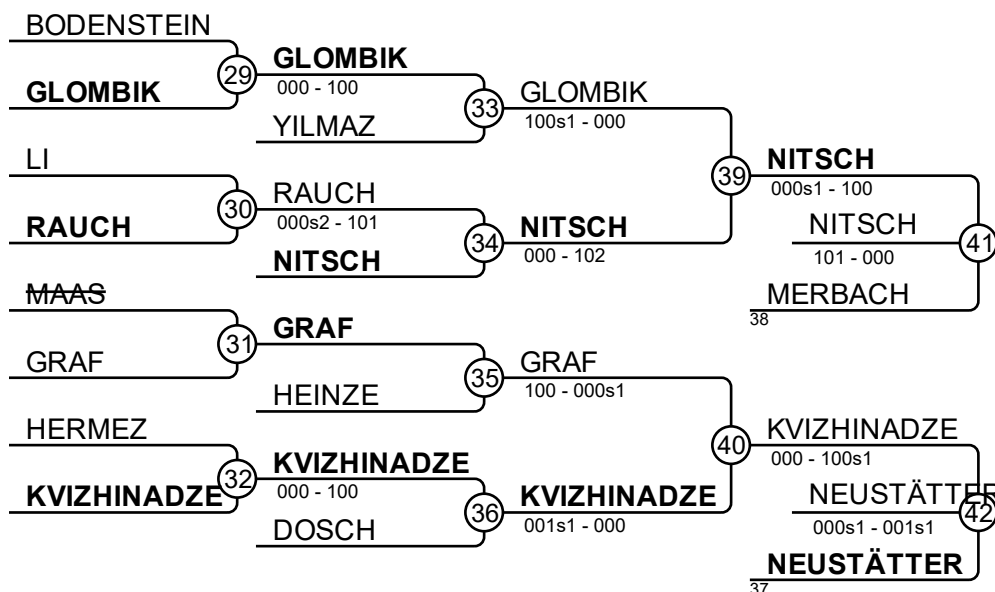 BODENSTEIN
29
GLOMBIK
000 - 100
GLOMBIK
33
GLOMBIK
100s1 - 000
YILMAZ
LI
39
NITSCH
000s1 - 100
30
RAUCH
000s2 - 101
RAUCH
34
NITSCH
000 - 102
NITSCH
NITSCH
101 - 000
41
MAAS
MERBACH
38
31
GRAF
GRAF
35
GRAF
100 - 000s1
HEINZE
HERMEZ
40
KVIZHINADZE
000 - 100s1
32
KVIZHINADZE
000 - 100
KVIZHINADZE
36
KVIZHINADZE
001s1 - 000
DOSCH
NEUSTÄTTER
000s1 - 001s1
42
NEUSTÄTTER
37